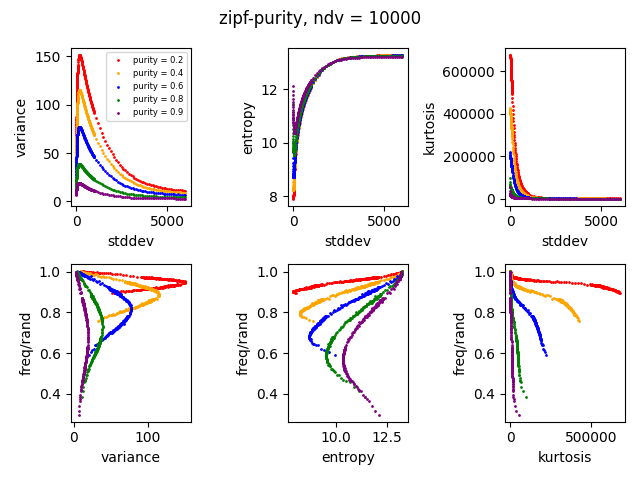 zipf-purity, ndv = 10000
variance
150
100
50
0
purity = 0.2
purity = 0.4
purity = 0.6
purity = 0.8
purity = 0.9
0 5000
stddev
entropy
12
10
8
0 5000
stddev
kurtosis
600000
400000
200000
0
0 5000
stddev
freq/rand
1.0
0.8
0.6
0.4
0 100
variance
freq/rand
1.0
0.8
0.6
0.4
10.0 12.5
entropy
freq/rand
1.0
0.8
0.6
0.4
0 500000
kurtosis